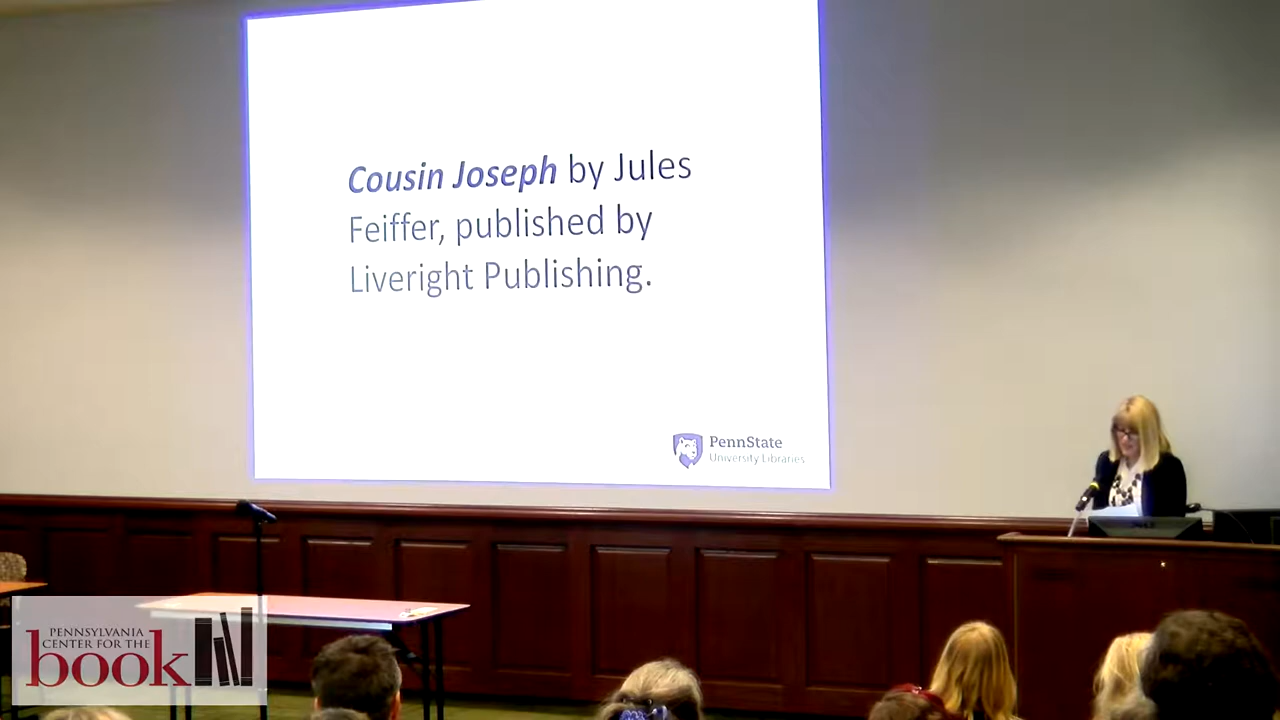 Cousin Joseph by Jules
Feiffer, published by
Liveright Publishing.
PennState
University Libraries
PENNSYLVANIA
CENTER FOR THE
book